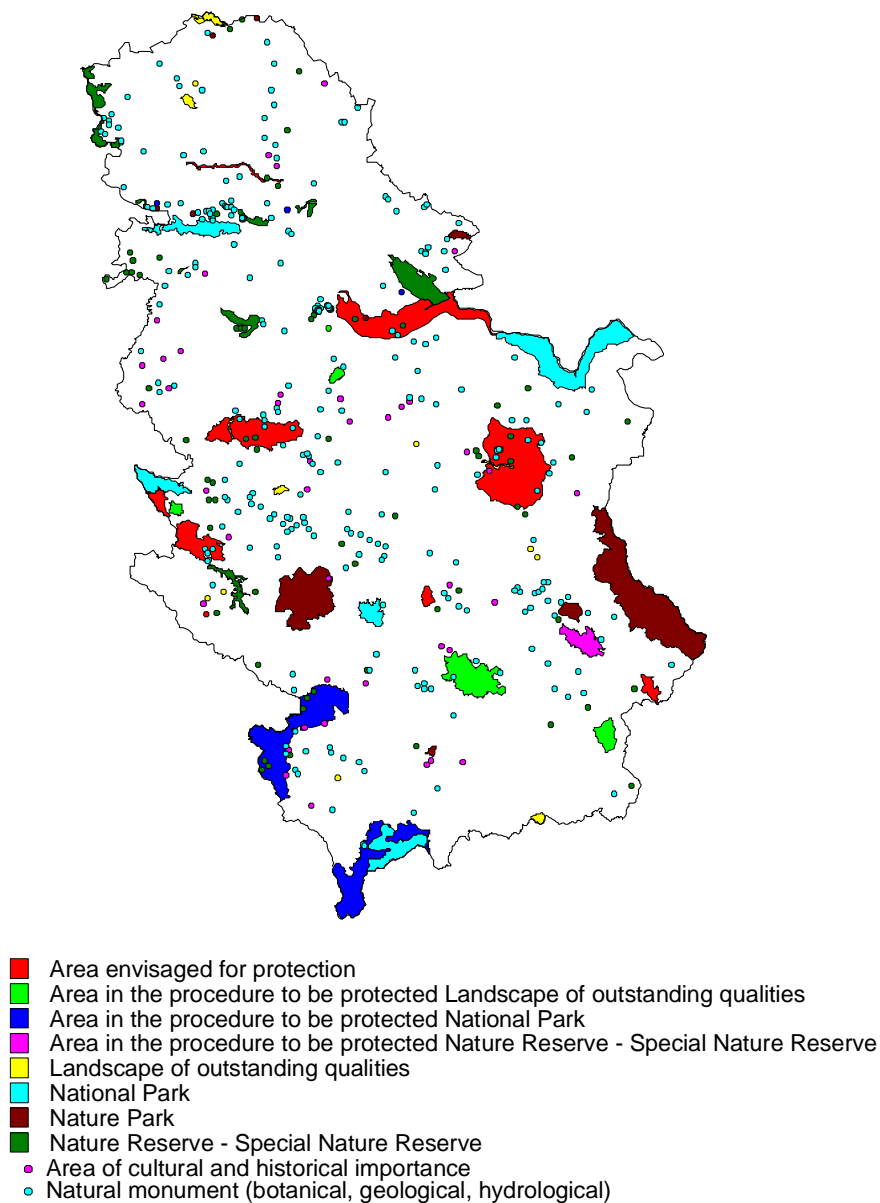 Area envisaged for protection
Area in the procedure to be protected Landscape of outstanding qualities
Area in the procedure to be protected National Park
Area in the procedure to be protected Nature Reserve - Special Nature Reserve
Landscape of outstanding qualities
National Park
Nature Park
Nature Reserve - Special Nature Reserve
Area of cultural and historical importance
Natural monument (botanical, geological, hydrological)